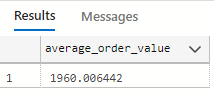 Results Messages
average_order_value
1 1960.006442